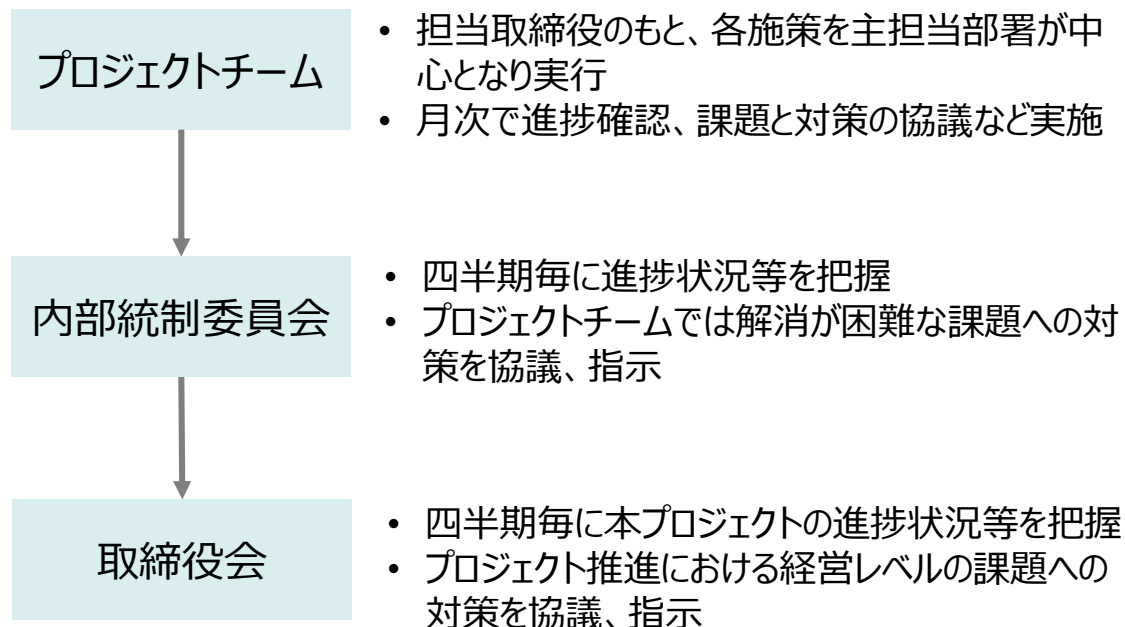 プロジェクトチーム
• 担当取締役のもと、各施策を主担当部署が中
心となり実行
• 月次で進捗確認、課題と対策の協議など実施
内部統制委員会
• 四半期毎に進捗状況等を把握
• プロジェクトチームでは解消が困難な課題への対
策を協議、指示
取締役会
• 四半期毎に本プロジェクトの進捗状況等を把握
• プロジェクト推進における経営レベルの課題への
対策を協議、指示